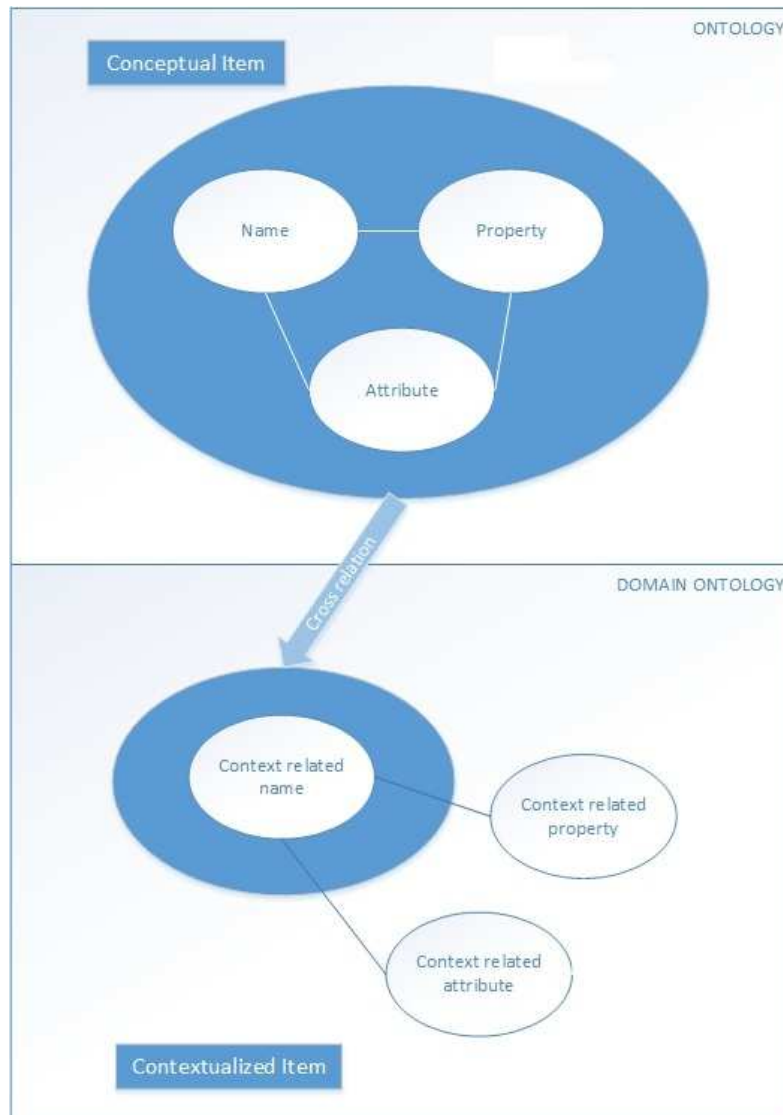 ONTOLOGY
Conceptual Item
Name
Property
Attribute
Cross relation
DOMAIN ONTOLOGY
Context related
name
Context related
property
Context related
attribute
Contextualized Item